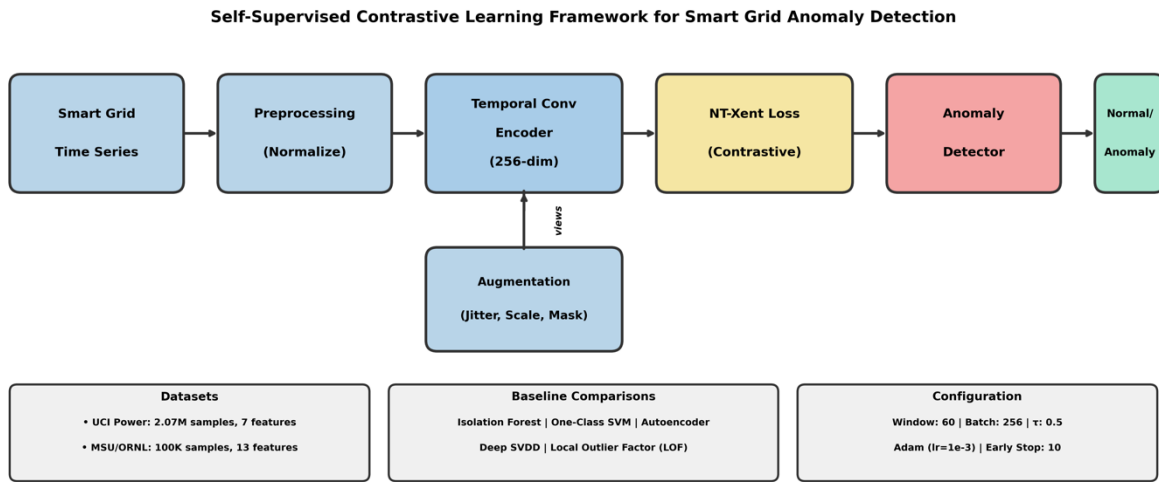 Self-Supervised Contrastive Learning Framework for Smart Grid Anomaly Detection
Smart Grid
Time Series
Preprocessing
(Normalize)
Temporal Conv
Encoder
(256-dim)
NT-Xent Loss
(Contrastive)
Anomaly
Detector
Normal/
Anomaly
views
Augmentation
(Jitter, Scale, Mask)
Datasets
• UCI Power: 2.07M samples, 7 features
• MSU/ORNL: 100K samples, 13 features
Baseline Comparisons
Isolation Forest | One-Class SVM | Autoencoder
Deep SVDD | Local Outlier Factor (LOF)
Configuration
Window: 60 | Batch: 256 | τ: 0.5
Adam (lr=1e-3) | Early Stop: 10